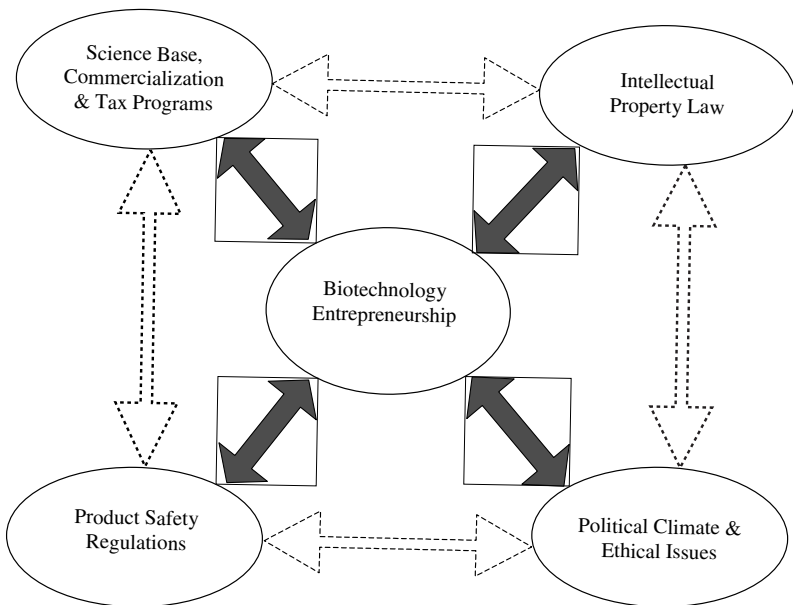 Science Base,
Commercialization
& Tax Programs
Intellectual
Property Law
Biotechnology
Entrepreneurship
Product Safety
Regulations
Political Climate &
Ethical Issues